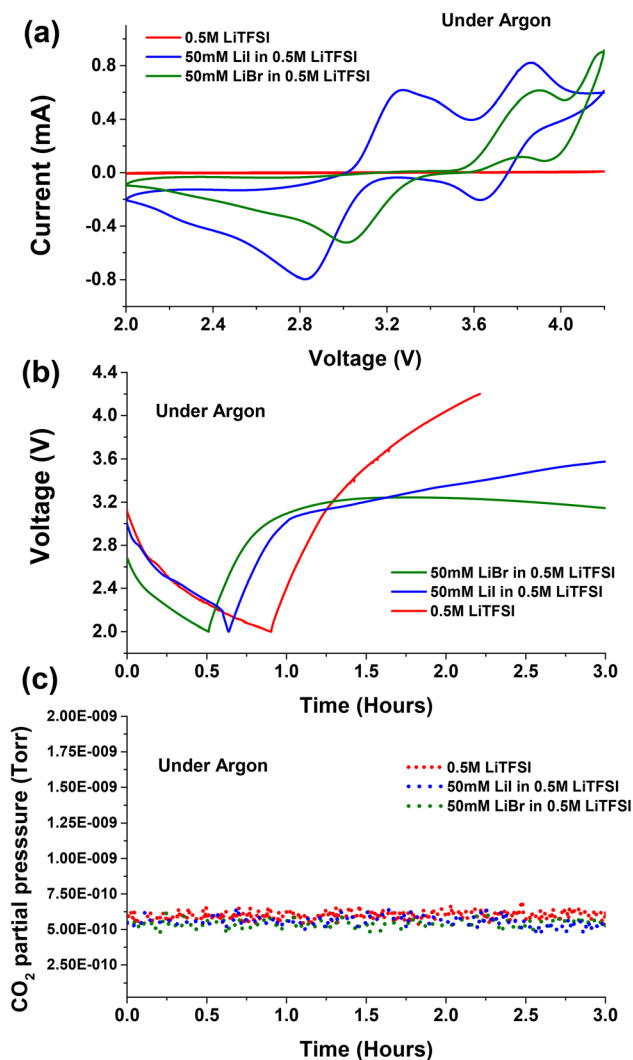 (a)
Under Argon
0.5M LiTFSI
50mM LiI in 0.5M LiTFSI
50mM LiBr in 0.5M LiTFSI
Current (mA)
0.8
0.4
0.0
-0.4
-0.8
2.0 2.4 2.8 3.2 3.6 4.0
Voltage (V)
(b)
Under Argon
Voltage (V)
4.4
4.0
3.6
3.2
2.8
2.4
2.0
50mM LiBr in 0.5M LiTFSI
50mM LiI in 0.5M LiTFSI
0.5M LiTFSI
0.0 0.5 1.0 1.5 2.0 2.5 3.0
Time (Hours)
(c)
Under Argon
CO2 partial presssure (Torr)
2.00E-009
1.75E-009
1.50E-009
1.25E-009
1.00E-009
7.50E-010
5.00E-010
2.50E-010
0.5M LiTFSI
50mM LiI in 0.5M LiTFSI
50mM LiBr in 0.5M LiTFSI
0.0 0.5 1.0 1.5 2.0 2.5 3.0
Time (Hours)